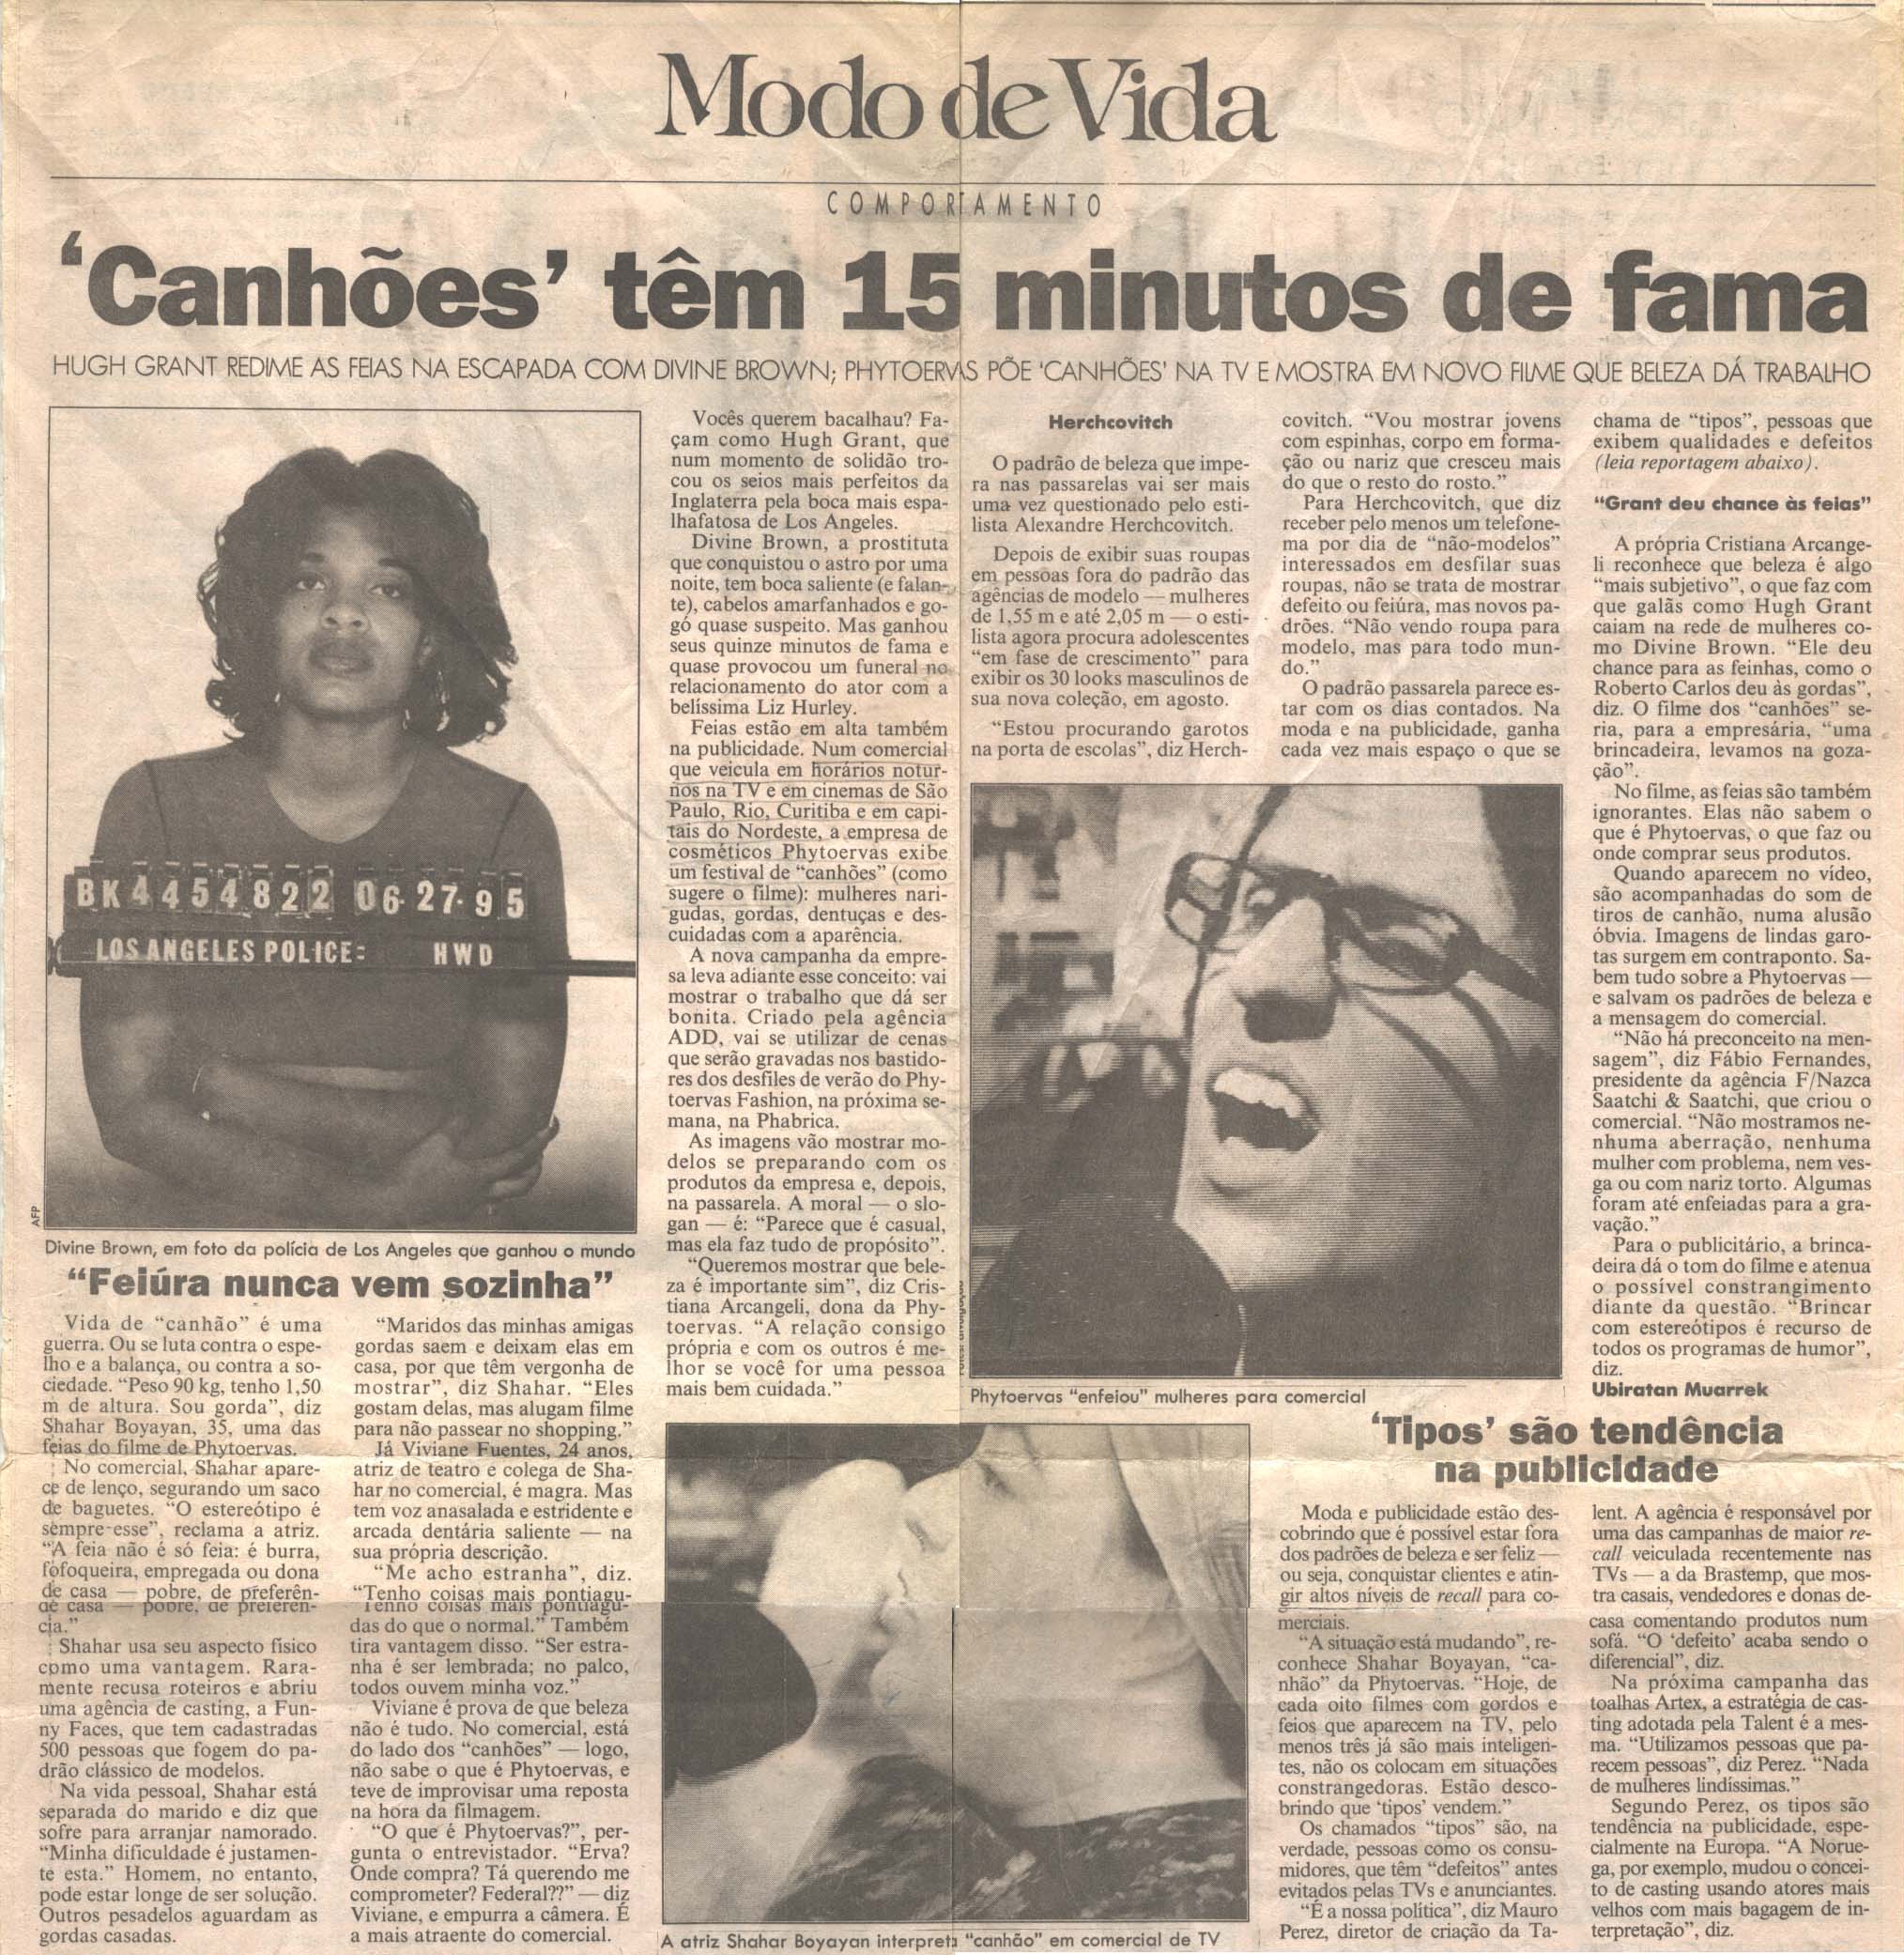 Modo de Vida
COMPORTAMENTO
‘Canhões’ têm 15 minutos de fama
HUGH GRANT REDIME AS FEIAS NA ESCAPADA COM DIVINE BROWN; PHYTOERVAS PÕE ‘CANHÕES’ NA TV E MOSTRA EM NOVO FILME QUE BELEZA DÁ TRABALHO
BK4454822 06·27·95
LOS ANGELES POLICE: HWD
AFP
Divine Brown, em foto da polícia de Los Angeles que ganhou o mundo
Vocês querem bacalhau? Fa-
çam como Hugh Grant, que
num momento de solidão tro-
cou os seios mais perfeitos da
Inglaterra pela boca mais espa-
lhafatosa de Los Angeles.
Divine Brown, a prostituta
que conquistou o astro por uma
noite, tem boca saliente (e falan-
te), cabelos amarfanhados e go-
gó quase suspeito. Mas ganhou
seus quinze minutos de fama e
quase provocou um funeral no
relacionamento do ator com a
belíssima Liz Hurley.
Feias estão em alta também
na publicidade. Num comercial
que veicula em horários notur-
nos na TV e em cinemas de São
Paulo, Rio, Curitiba e em capi-
tais do Nordeste, a empresa de
cosméticos Phytoervas exibe
um festival de “canhões” (como
sugere o filme): mulheres nari-
gudas, gordas, dentuças e des-
cuidadas com a aparência.
A nova campanha da empre-
sa leva adiante esse conceito: vai
mostrar o trabalho que dá ser
bonita. Criado pela agência
ADD, vai se utilizar de cenas
que serão gravadas nos bastido-
res dos desfiles de verão do Phy-
toervas Fashion, na próxima se-
mana, na Phabrica.
As imagens vão mostrar mo-
delos se preparando com os
produtos da empresa e, depois,
na passarela. A moral — o slo-
gan — é: “Parece que é casual,
mas ela faz tudo de propósito”.
“Queremos mostrar que bele-
za é importante sim”, diz Cris-
tiana Arcangeli, dona da Phy-
toervas. “A relação consigo
própria e com os outros é me-
lhor se você for uma pessoa
mais bem cuidada.”
Herchcovitch
O padrão de beleza que impe-
ra nas passarelas vai ser mais
uma vez questionado pelo esti-
lista Alexandre Herchcovitch.
Depois de exibir suas roupas
em pessoas fora do padrão das
agências de modelo — mulheres
de 1,55 m e até 2,05 m — o esti-
lista agora procura adolescentes
“em fase de crescimento” para
exibir os 30 looks masculinos de
sua nova coleção, em agosto.
“Estou procurando garotos
na porta de escolas”, diz Herch-
covitch. “Vou mostrar jovens
com espinhas, corpo em forma-
ção ou nariz que cresceu mais
do que o resto do rosto.”
Para Herchcovitch, que diz
receber pelo menos um telefone-
ma por dia de “não-modelos”
interessados em desfilar suas
roupas, não se trata de mostrar
defeito ou feiúra, mas novos pa-
drões. “Não vendo roupa para
modelo, mas para todo mun-
do.”
O padrão passarela parece es-
tar com os dias contados. Na
moda e na publicidade, ganha
cada vez mais espaço o que se
chama de “tipos”, pessoas que
exibem qualidades e defeitos
(leia reportagem abaixo).
“Grant deu chance às feias”
A própria Cristiana Arcange-
li reconhece que beleza é algo
“mais subjetivo”, o que faz com
que galãs como Hugh Grant
caiam na rede de mulheres co-
mo Divine Brown. “Ele deu
chance para as feinhas, como o
Roberto Carlos deu às gordas”,
diz. O filme dos “canhões” se-
ria, para a empresária, “uma
brincadeira, levamos na goza-
ção”.
No filme, as feias são também
ignorantes. Elas não sabem o
que é Phytoervas, o que faz ou
onde comprar seus produtos.
Quando aparecem no vídeo,
são acompanhadas do som de
tiros de canhão, numa alusão
óbvia. Imagens de lindas garo-
tas surgem em contraponto. Sa-
bem tudo sobre a Phytoervas —
e salvam os padrões de beleza e
a mensagem do comercial.
“Não há preconceito na men-
sagem”, diz Fábio Fernandes,
presidente da agência F/Nazca
Saatchi & Saatchi, que criou o
comercial. “Não mostramos ne-
nhuma aberração, nenhuma
mulher com problema, nem ves-
ga ou com nariz torto. Algumas
foram até enfeiadas para a gra-
vação.”
Para o publicitário, a brinca-
deira dá o tom do filme e atenua
o possível constrangimento
diante da questão. “Brincar
com estereótipos é recurso de
todos os programas de humor”,
diz.
Ubiratan Muarrek
Phytoervas “enfeiou” mulheres para comercial
“Feiúra nunca vem sozinha”
Vida de “canhão” é uma
guerra. Ou se luta contra o espe-
lho e a balança, ou contra a so-
ciedade. “Peso 90 kg, tenho 1,50
m de altura. Sou gorda”, diz
Shahar Boyayan, 35, uma das
feias do filme de Phytoervas.
No comercial, Shahar apare-
ce de lenço, segurando um saco
de baguetes. “O estereótipo é
sempre esse”, reclama a atriz.
“A feia não é só feia: é burra,
fofoqueira, empregada ou dona
de casa — pobre, de preferên-
cia.”
Shahar usa seu aspecto físico
como uma vantagem. Rara-
mente recusa roteiros e abriu
uma agência de casting, a Fun-
ny Faces, que tem cadastradas
500 pessoas que fogem do pa-
drão clássico de modelos.
Na vida pessoal, Shahar está
separada do marido e diz que
sofre para arranjar namorado.
“Minha dificuldade é justamen-
te esta.” Homem, no entanto,
pode estar longe de ser solução.
Outros pesadelos aguardam as
gordas casadas.
“Maridos das minhas amigas
gordas saem e deixam elas em
casa, por que têm vergonha de
mostrar”, diz Shahar. “Eles
gostam delas, mas alugam filme
para não passear no shopping.”
Já Viviane Fuentes, 24 anos,
atriz de teatro e colega de Sha-
har no comercial, é magra. Mas
tem voz anasalada e estridente e
arcada dentária saliente — na
sua própria descrição.
“Me acho estranha”, diz.
“Tenho coisas mais pontiagu-
das do que o normal.” Também
tira vantagem disso. “Ser estra-
nha é ser lembrada; no palco,
todos ouvem minha voz.”
Viviane é prova de que beleza
não é tudo. No comercial, está
do lado dos “canhões” — logo,
não sabe o que é Phytoervas, e
teve de improvisar uma reposta
na hora da filmagem.
“O que é Phytoervas?”, per-
gunta o entrevistador. “Erva?
Onde compra? Tá querendo me
comprometer? Federal??” — diz
Viviane, e empurra a câmera. É
a mais atraente do comercial.
A atriz Shahar Boyayan interpreta “canhão” em comercial de TV
‘Tipos’ são tendência
na publicidade
Moda e publicidade estão des-
cobrindo que é possível estar fora
dos padrões de beleza e ser feliz —
ou seja, conquistar clientes e atin-
gir altos níveis de recall para co-
merciais.
“A situação está mudando”, re-
conhece Shahar Boyayan, “ca-
nhão” da Phytoervas. “Hoje, de
cada oito filmes com gordos e
feios que aparecem na TV, pelo
menos três já são mais inteligen-
tes, não os colocam em situações
constrangedoras. Estão desco-
brindo que ‘tipos’ vendem.”
Os chamados “tipos” são, na
verdade, pessoas como os consu-
midores, que têm “defeitos” antes
evitados pelas TVs e anunciantes.
“É a nossa política”, diz Mauro
Perez, diretor de criação da Ta-
lent. A agência é responsável por
uma das campanhas de maior re-
call veiculada recentemente nas
TVs — a da Brastemp, que mos-
tra casais, vendedores e donas de-
casa comentando produtos num
sofá. “O ‘defeito’ acaba sendo o
diferencial”, diz.
Na próxima campanha das
toalhas Artex, a estratégia de cas-
ting adotada pela Talent é a mes-
ma. “Utilizamos pessoas que pa-
recem pessoas”, diz Perez. “Nada
de mulheres lindíssimas.”
Segundo Perez, os tipos são
tendência na publicidade, espe-
cialmente na Europa. “A Norue-
ga, por exemplo, mudou o concei-
to de casting usando atores mais
velhos com mais bagagem de in-
terpretação”, diz.